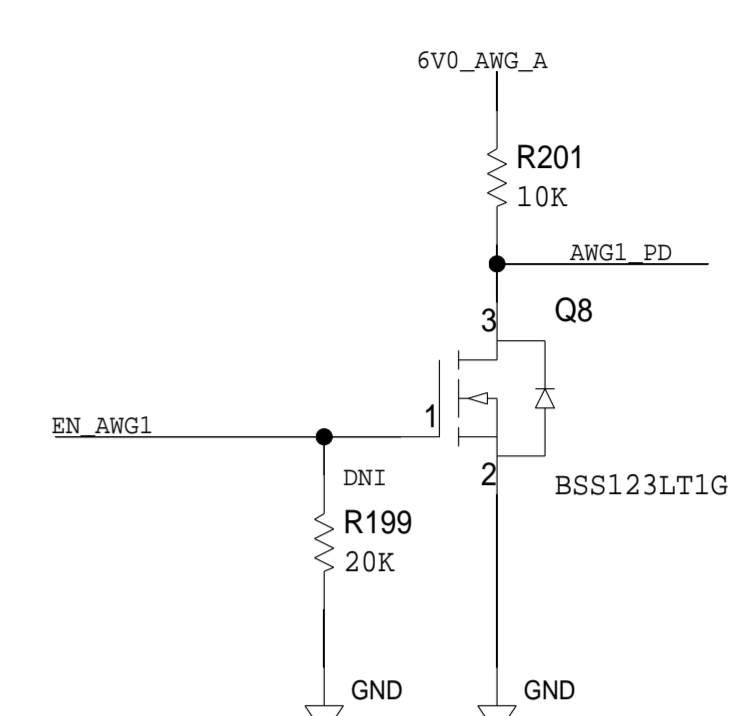 6V0_AWG_A
R201
10K
AWG1_PD
3
Q8
1
EN_AWG1
2
DNI
BSS123LT1G
R199
20K
GND
GND